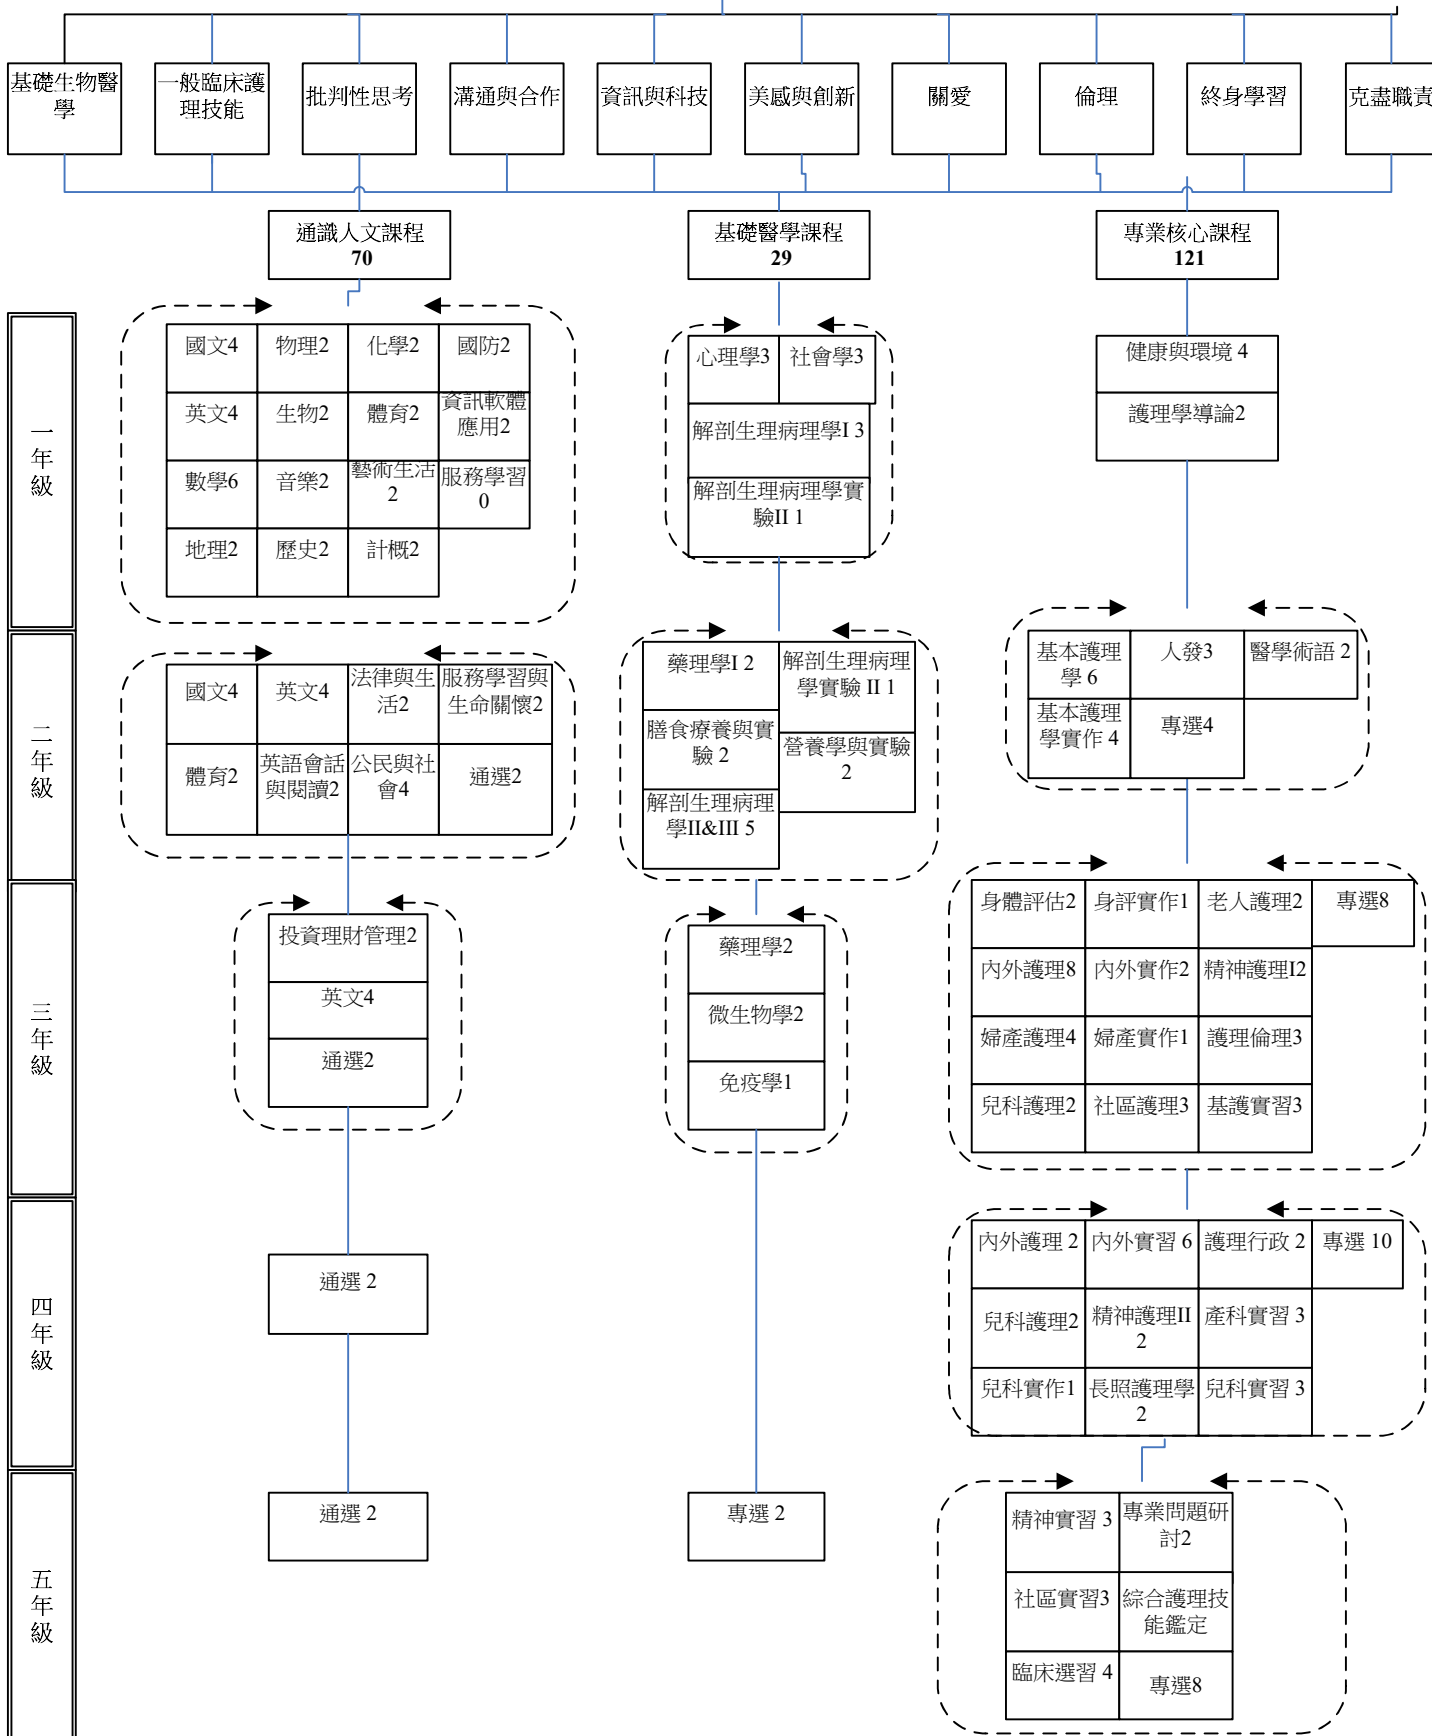 基礎生物醫
學
一般臨床護
理技能
批判性思考
溝通與合作
資訊與科技
美感與創新
關愛
倫理
終身學習
克盡職責
通識人文課程
70
基礎醫學課程
29
專業核心課程
121
一年級
國文4
物理2
化學2
國防2
英文4
生物2
體育2
資訊軟體
應用2
數學6
音樂2
藝術生活
2
服務學習
0
地理2
歷史2
計概2
心理學3
社會學3
解剖生理病理學I 3
解剖生理病理學實
驗II 1
健康與環境 4
護理學導論2
二年級
國文4
英文4
法律與生
活2
服務學習與
生命關懷2
體育2
英語會話
與閱讀2
公民與社
會4
通選2
藥理學I 2
解剖生理病理
學實驗 II 1
膳食療養與實
驗 2
營養學與實驗
2
解剖生理病理
學II&III 5
基本護理
學 6
人發3
醫學術語 2
基本護理
學實作 4
專選4
三年級
投資理財管理2
英文4
通選2
藥理學2
微生物學2
免疫學1
身體評估2
身評實作1
老人護理2
專選8
內外護理8
內外實作2
精神護理I2
婦產護理4
婦產實作1
護理倫理3
兒科護理2
社區護理3
基護實習3
四年級
通選 2
內外護理 2
內外實習 6
護理行政 2
專選 10
兒科護理2
精神護理II
2
產科實習 3
兒科實作1
長照護理學
2
兒科實習 3
五年級
通選 2
專選 2
精神實習 3
專業問題研
討2
社區實習3
綜合護理技
能鑑定
臨床選習 4
專選8